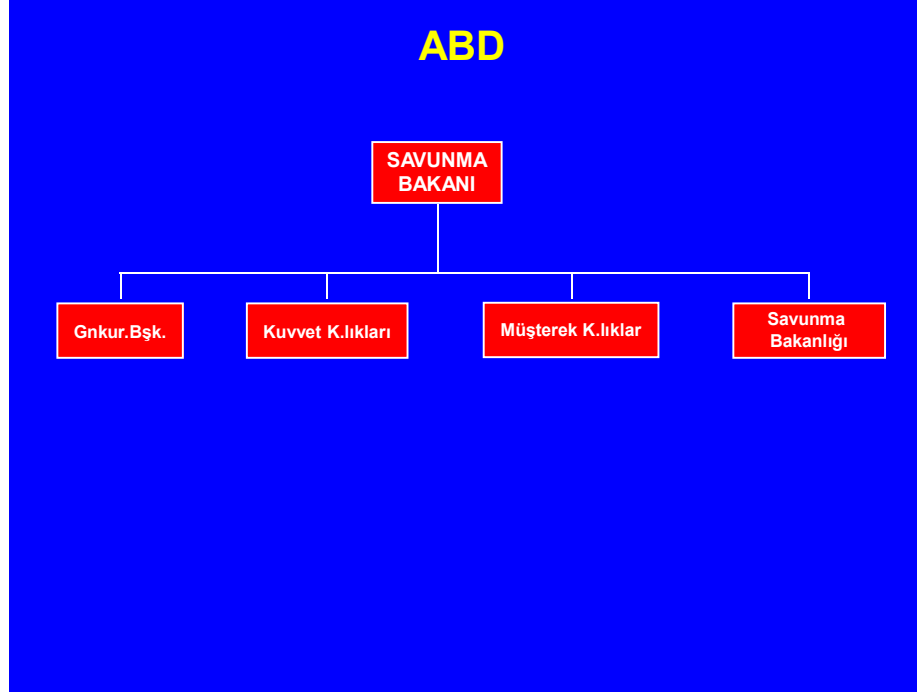 ABD
SAVUNMA
BAKANI
Gnkur.Bşk.
Kuvvet K.lıkları
Müşterek K.lıklar
Savunma
Bakanlığı